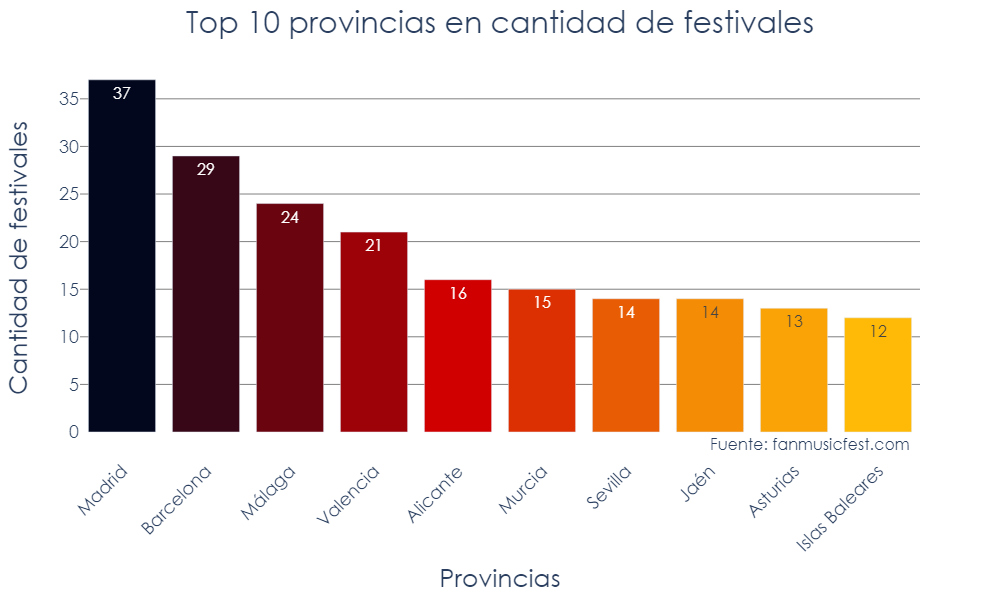 Top 10 provincias en cantidad de festivales
Cantidad de festivales
35
30
25
20
15
10
5
0
37
29
24
21
16
15
14
14
13
12
Fuente: fanmusicfest.com
Madrid
Barcelona
Málaga
Valencia
Alicante
Murcia
Sevilla
Jaén
Asturias
Islas Baleares
Provincias